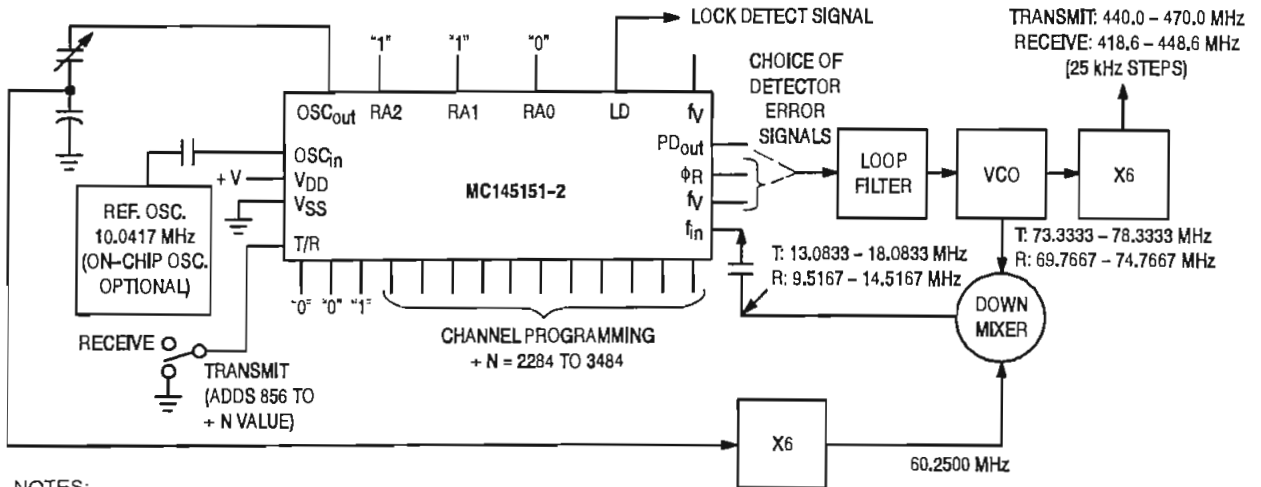 LOCK DETECT SIGNAL
TRANSMIT: 440.0 – 470.0 MHz
RECEIVE: 418.6 – 448.6 MHz
(25 kHz STEPS)
"1"
"1"
"0"
CHOICE OF
DETECTOR
ERROR
SIGNALS
OSCout
RA2
RA1
RA0
LD
fV
OSCin
+ V
VDD
VSS
T/R
MC145151-2
PDout
ϕR
fV
fin
LOOP
FILTER
VCO
X6
REF. OSC.
10.0417 MHz
(ON–CHIP OSC.
OPTIONAL)
T: 13.0833 – 18.0833 MHz
R: 9.5167 – 14.5167 MHz
T: 73.3333 – 78.3333 MHz
R: 69.7667 – 74.7667 MHz
DOWN
MIXER
"0"
"0"
"1"
CHANNEL PROGRAMMING
÷ N = 2284 TO 3484
RECEIVE
TRANSMIT
(ADDS 856 TO
÷ N VALUE)
X6
60.2500 MHz
NOTES: